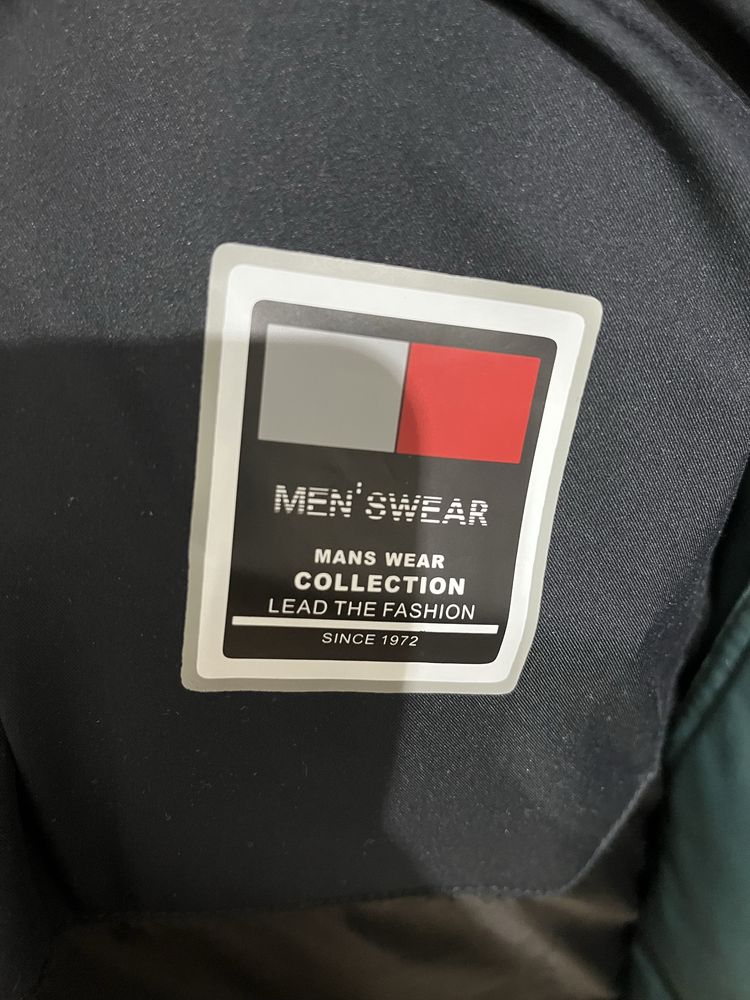 MEN'SWEAR
MANS WEAR
COLLECTION
LEAD THE FASHION
SINCE 1972